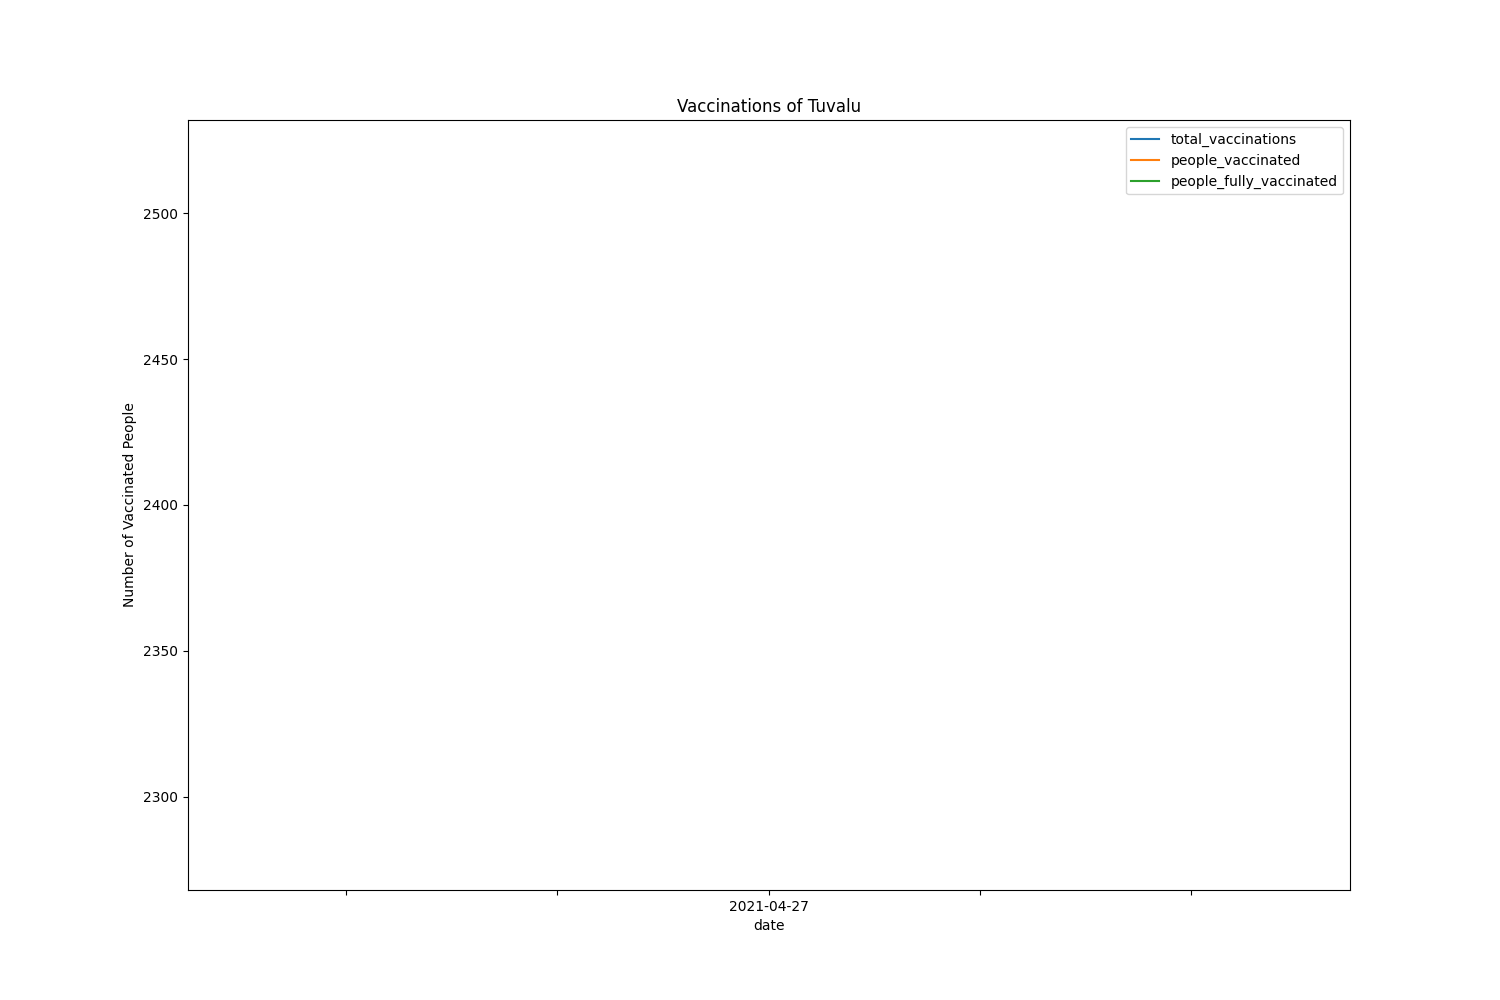 Vaccinations of Tuvalu
total_vaccinations
people_vaccinated
people_fully_vaccinated
2500
2450
2400
2350
2300
Number of Vaccinated People
2021-04-27
date